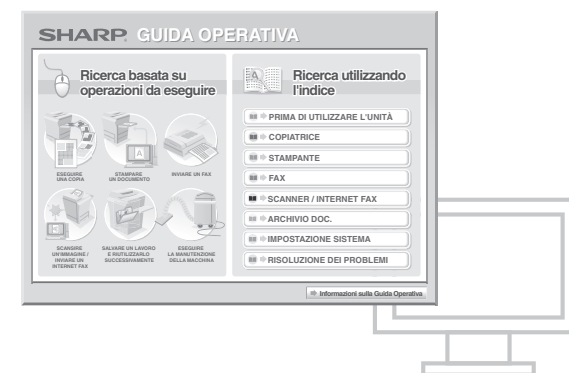 SHARP GUIDA OPERATIVA
Ricerca basata su
operazioni da eseguire
ESEGUIRE
UNA COPIA
STAMPARE
UN DOCUMENTO
INVIARE UN FAX
SCANSIRE
UN'IMMAGINE /
INVIARE UN
INTERNET FAX
SALVARE UN LAVORO
E RIUTILIZZARLO
SUCCESSIVAMENTE
ESEGUIRE
LA MANUTENZIONE
DELLA MACCHINA
Ricerca utilizzando
l'indice
PRIMA DI UTILIZZARE L'UNITÀ
COPIATRICE
STAMPANTE
FAX
SCANNER / INTERNET FAX
ARCHIVIO DOC.
IMPOSTAZIONE SISTEMA
RISOLUZIONE DEI PROBLEMI
Informazioni sulla Guida Operativa